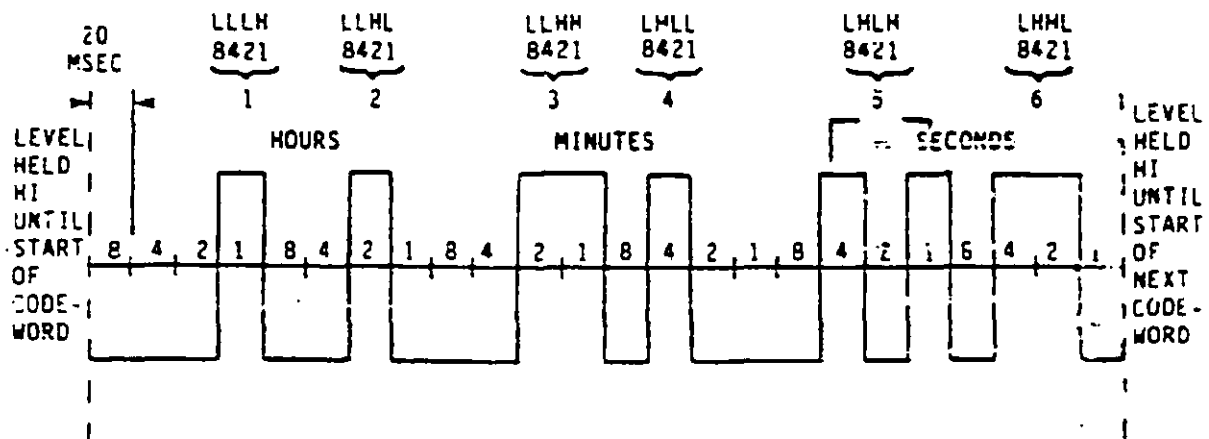 20
MSEC
LLLH
8421
1
LLHL
8421
2
LLHH
8421
3
LHLL
8421
4
LHLH
8421
5
LHHL
8421
6
HOURS
MINUTES
SECONDS
LEVEL
HELD
HI
UNTIL
START
OF
CODE-
WORD
8 4 2 1 8 4 2 1 8 4 2 1 8 4 2 1 8 4 2 1 8 4 2 1
LEVEL
HELD
HI
UNTIL
START
OF
NEXT
CODE-
WORD